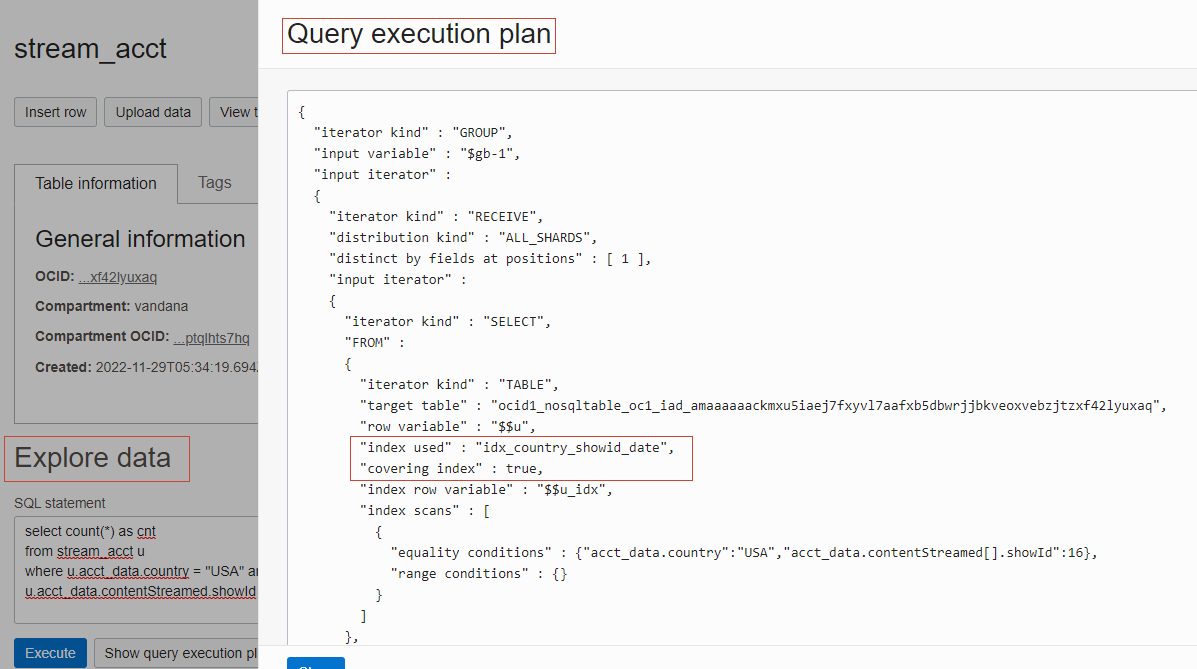 stream_acct
Insert row
Upload data
View t
Table information
Tags
General information
OCID: ...xf42lyuxaq
Compartment: vandana
Compartment OCID: ...ptqlhts7hq
Created: 2022-11-29T05:34:19.694
Explore data
SQL statement
select count(*) as cnt
from stream_acct u
where u.acct_data.country = "USA" an
u.acct_data.contentStreamed.showId
Execute
Show query execution pl
Query execution plan
{
"iterator kind" : "GROUP",
"input variable" : "$gb-1",
"input iterator" :
{
"iterator kind" : "RECEIVE",
"distribution kind" : "ALL_SHARDS",
"distinct by fields at positions" : [ 1 ],
"input iterator" :
{
"iterator kind" : "SELECT",
"FROM" :
{
"iterator kind" : "TABLE",
"target table" : "ocid1_nosqltable_oc1_iad_amaaaaaackmxu5iaej7fxyvl7aafxb5dbwrjjbkveoxvebzjtzxf42lyuxaq",
"row variable" : "$$u",
"index used" : "idx_country_showid_date",
"covering index" : true,
"index row variable" : "$$u_idx",
"index scans" : [
{
"equality conditions" : {"acct_data.country":"USA","acct_data.contentStreamed[].showId":16},
"range conditions" : {}
}
]
},